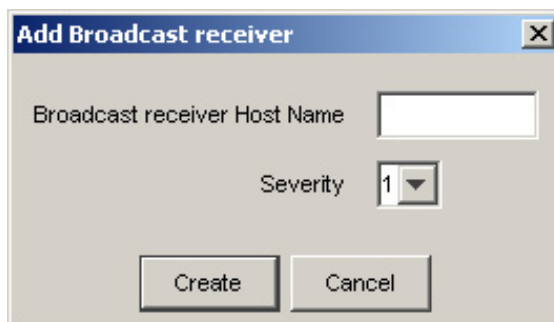 Add Broadcast receiver
Broadcast receiver Host Name
Severity 1
Create Cancel